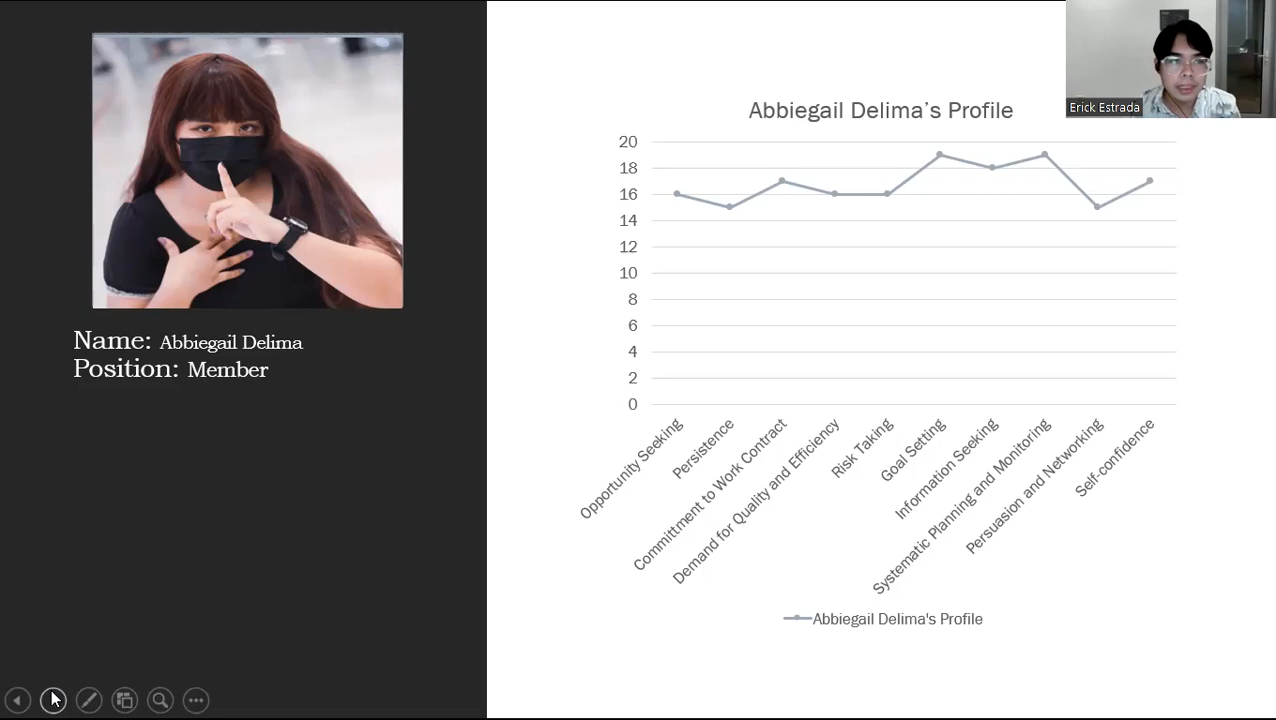 Erick Estrada
Name: Abbiegail Delima
Position: Member
Abbiegail Delima’s Profile
20
18
16
14
12
10
8
6
4
2
0
Opportunity Seeking
Persistence
Committment to Work Contract
Demand for Quality and Efficiency
Risk Taking
Goal Setting
Information Seeking
Systematic Planning and Monitoring
Persuasion and Networking
Self-confidence
Abbiegail Delima's Profile